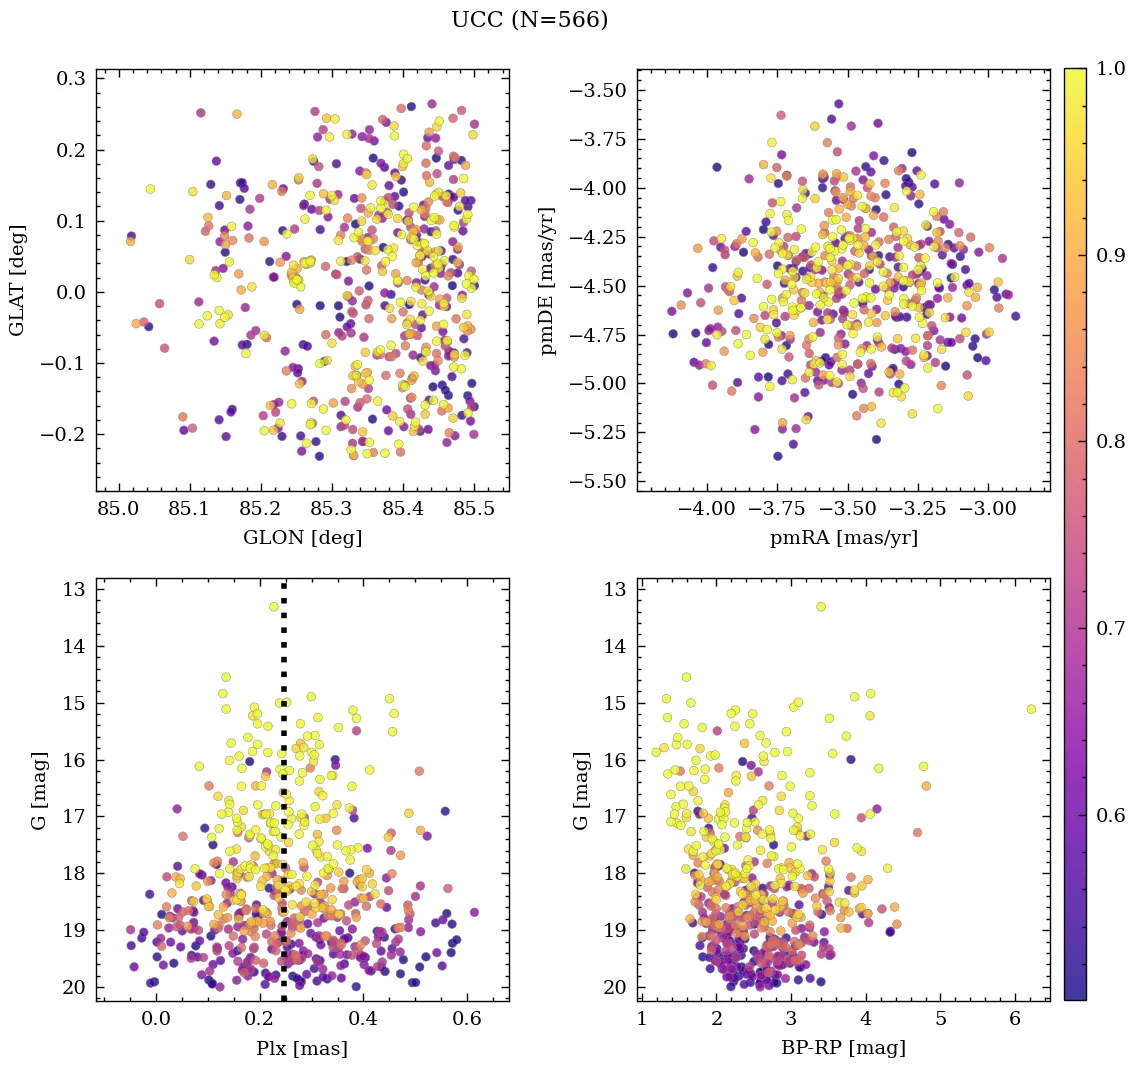 UCC (N=566)
0.3
0.2
0.1
0.0
−0.1
−0.2
GLAT [deg]
85.0 85.1 85.2 85.3 85.4 85.5
GLON [deg]
−3.50
−3.75
−4.00
−4.25
−4.50
−4.75
−5.00
−5.25
−5.50
pmDE [mas/yr]
−4.00 −3.75 −3.50 −3.25 −3.00
pmRA [mas/yr]
13
14
15
16
17
18
19
20
G [mag]
0.0 0.2 0.4 0.6
Plx [mas]
13
14
15
16
17
18
19
20
G [mag]
1 2 3 4 5 6
BP-RP [mag]
1.0
0.9
0.8
0.7
0.6